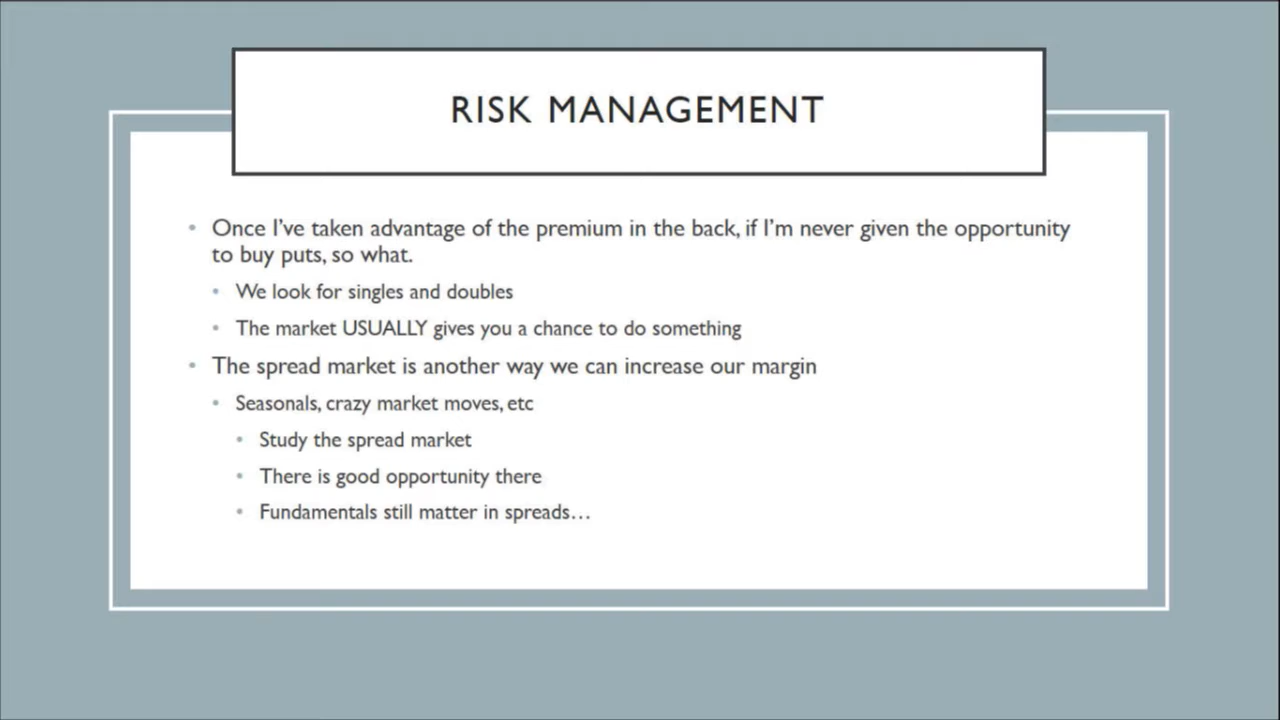 RISK MANAGEMENT
• Once I've taken advantage of the premium in the back, if I'm never given the opportunity
to buy puts, so what.
• We look for singles and doubles
• The market USUALLY gives you a chance to do something
• The spread market is another way we can increase our margin
• Seasonals, crazy market moves, etc
• Study the spread market
• There is good opportunity there
• Fundamentals still matter in spreads…